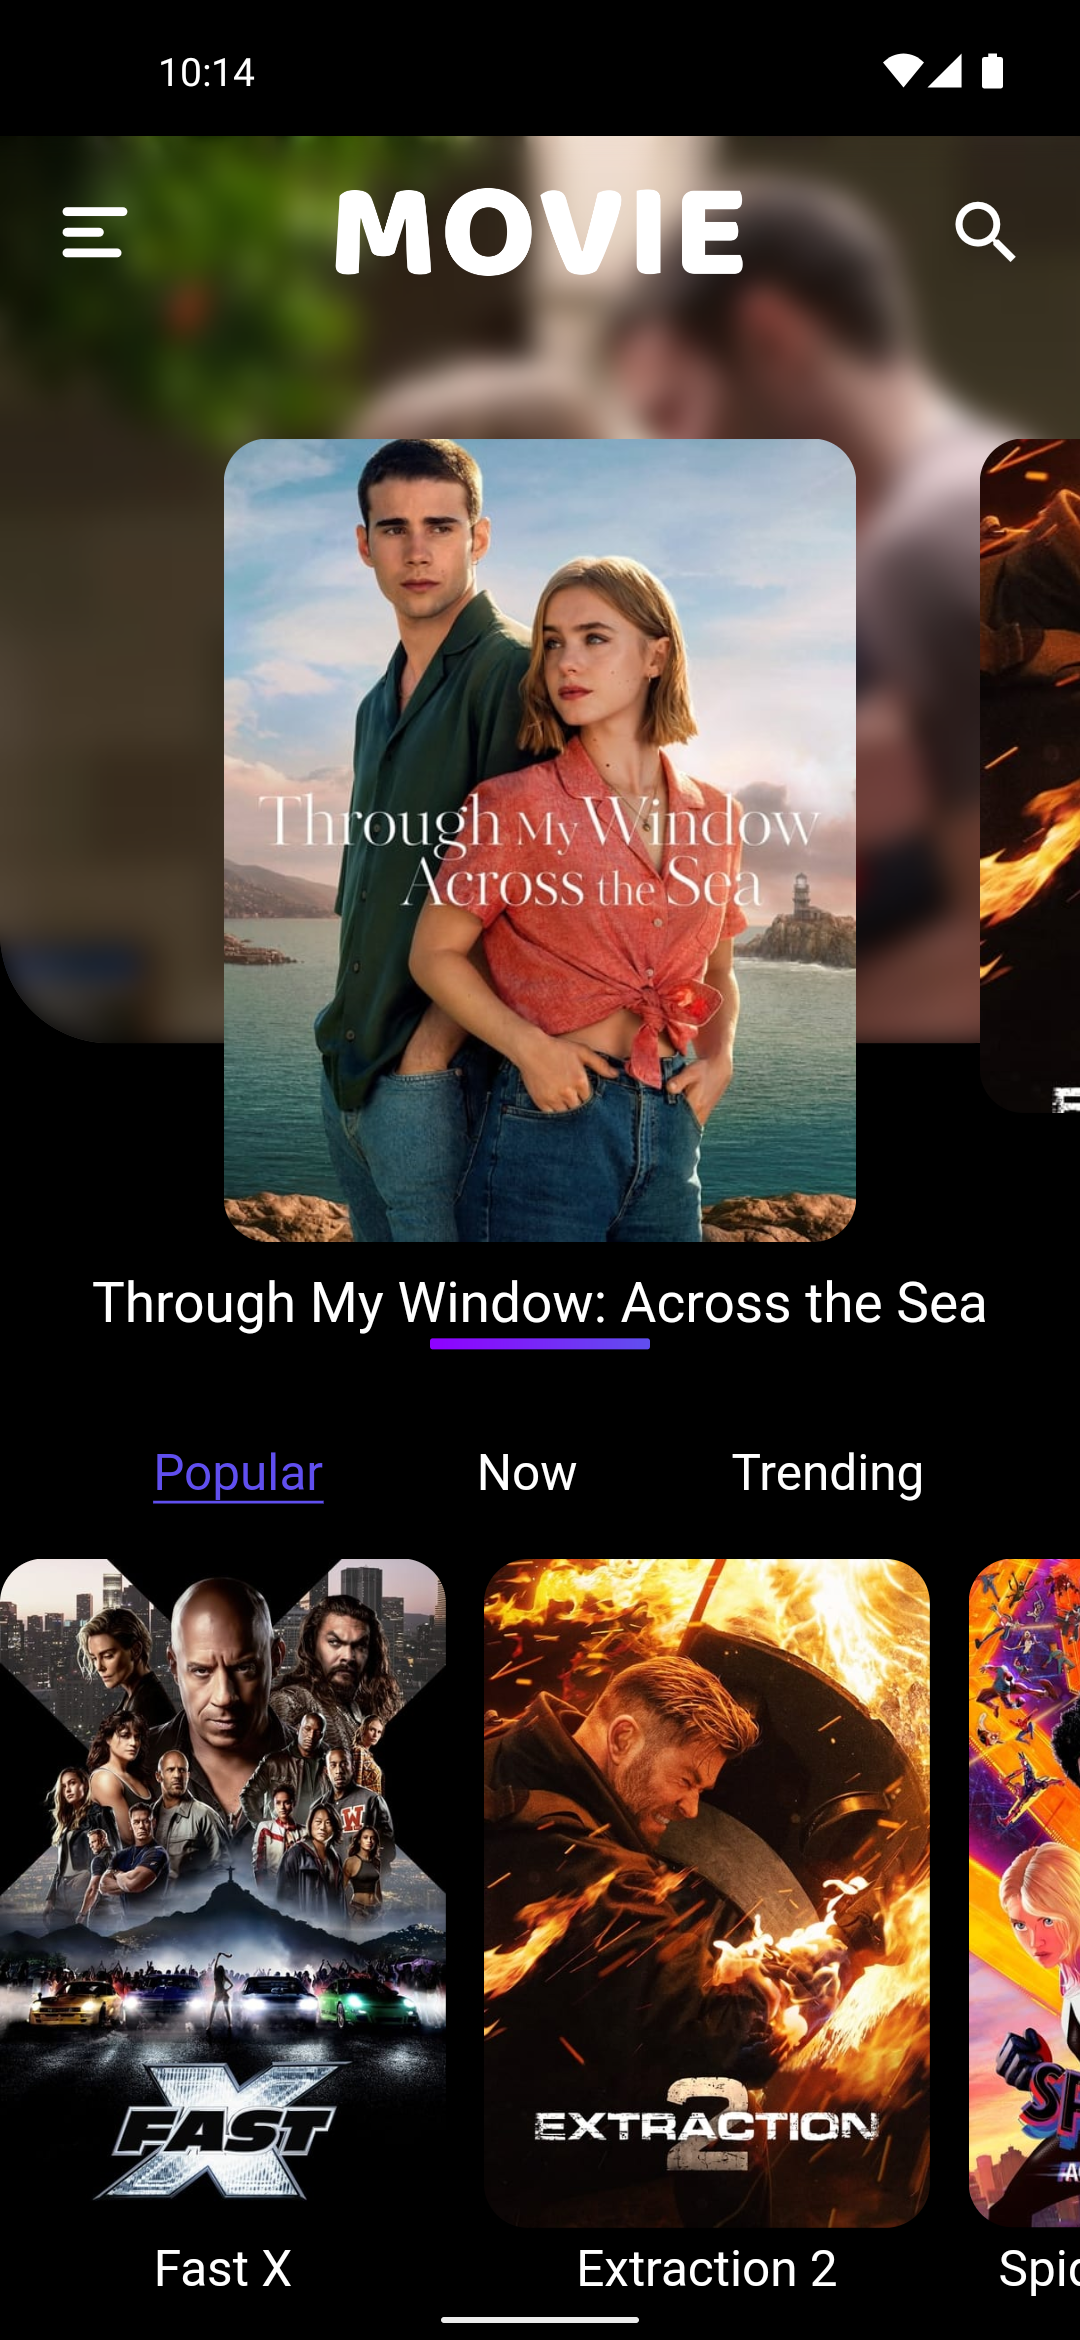 10:14
MOVIE
Through My Window
Across the Sea
Through My Window: Across the Sea
Popular
Now
Trending
W
FAST
X
EXTRACTION
2
Fast X
Extraction 2